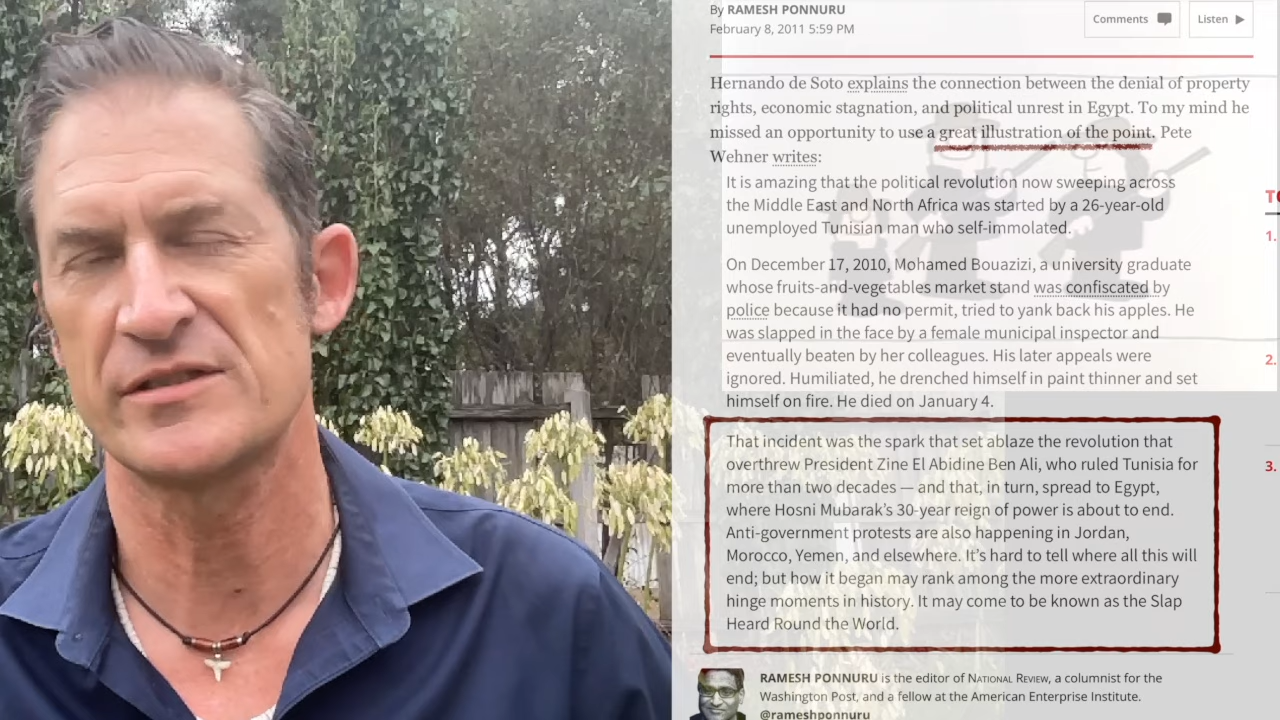 By RAMESH PONNURU
February 8, 2011 5:59 PM
Comments
Listen
Hernando de Soto explains the connection between the denial of property
rights, economic stagnation, and political unrest in Egypt. To my mind he
missed an opportunity to use a great illustration of the point. Pete
Wehner writes:
It is amazing that the political revolution now sweeping across
the Middle East and North Africa was started by a 26-year-old
unemployed Tunisian man who self-immolated.
On December 17, 2010, Mohamed Bouazizi, a university graduate
whose fruits-and-vegetables market stand was confiscated by
police because it had no permit, tried to yank back his apples. He
was slapped in the face by a female municipal inspector and
eventually beaten by her colleagues. His later appeals were
ignored. Humiliated, he drenched himself in paint thinner and set
himself on fire. He died on January 4.
That incident was the spark that set ablaze the revolution that
overthrew President Zine El Abidine Ben Ali, who ruled Tunisia for
more than two decades — and that, in turn, spread to Egypt,
where Hosni Mubarak’s 30-year reign of power is about to end.
Anti-government protests are also happening in Jordan,
Morocco, Yemen, and elsewhere. It’s hard to tell where all this will
end; but how it began may rank among the more extraordinary
hinge moments in history. It may come to be known as the Slap
Heard Round the World.
RAMESH PONNURU is the editor of NATIONAL REVIEW, a columnist for the
Washington Post, and a fellow at the American Enterprise Institute.
@rameshponnuru
1.
2.
3.